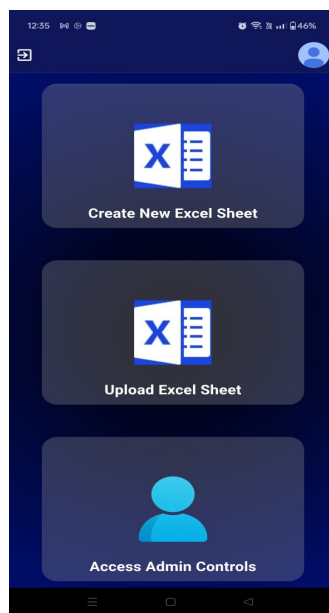 12:35
46%
X
Create New Excel Sheet
X
Upload Excel Sheet
Access Admin Controls